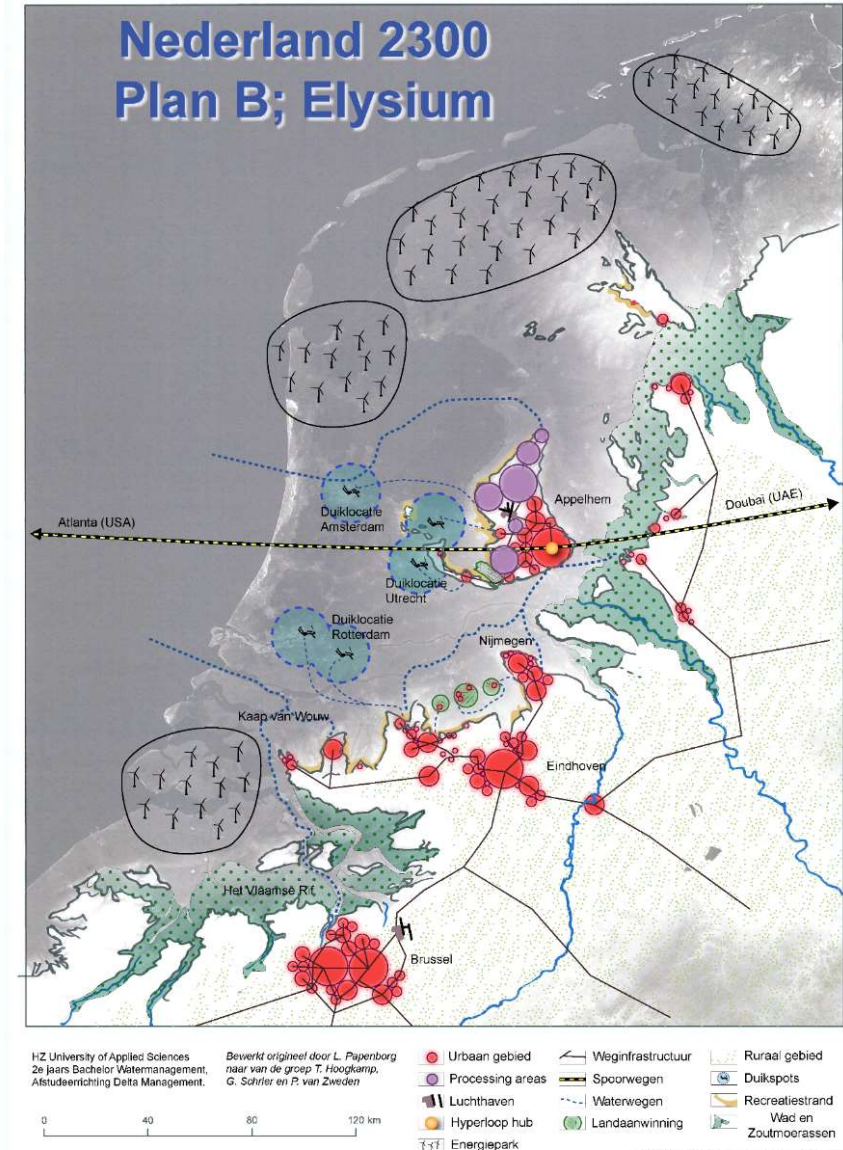 Nederland 2300
Plan B; Elysium
Appelhem
Atlanta (USA)
Doubai (UAE)
Duiklocatie
Amsterdam
Duiklocatie
Utrecht
Duiklocatie
Rotterdam
Nijmegen
Kaap van Wouw
Eindhoven
Het Vlaamse Rif
Brussel
HZ University of Applied Sciences
2e jaars Bachelor Watermanagement,
Afstudeerrichting Delta Management.
Bewerkt origineel door L. Papenborg
naar van de groep T. Hoogkamp,
G. Schrier en P. van Zweden
0 40 80 120 km
Urbaan gebied
Processing areas
Luchthaven
Hyperloop hub
Energiepark
Weginfrastructuur
Spoorwegen
Waterwegen
Landaanwinning
Ruraal gebied
Duikspots
Recreatiestrand
Wad en
Zoutmoerassen